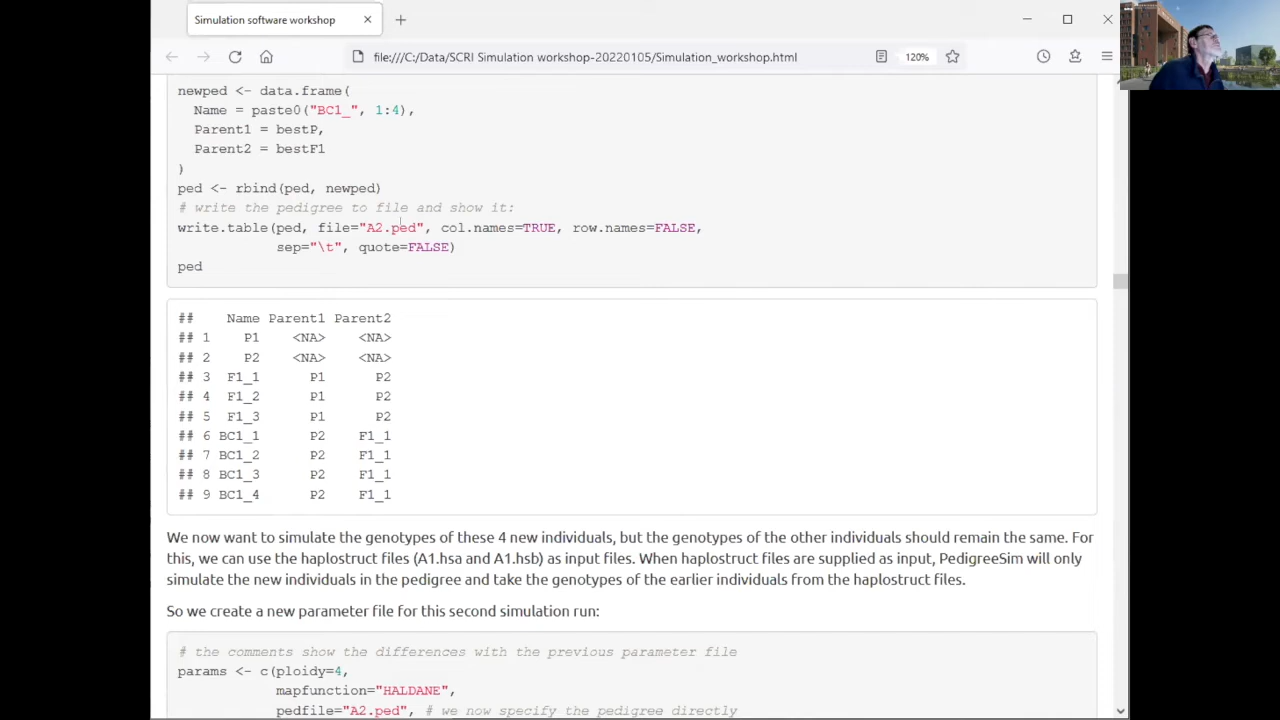 Simulation software workshop
file:///C:/Data/SCRI Simulation workshop-20220105/Simulation_workshop.html
120%
newped <- data.frame(
Name = paste0("BC1_", 1:4),
Parent1 = bestP,
Parent2 = bestF1
)
ped <- rbind(ped, newped)
# write the pedigree to file and show it:
write.table(ped, file="A2.ped", col.names=TRUE, row.names=FALSE,
sep="\t", quote=FALSE)
ped
## Name Parent1 Parent2
## 1 P1 <NA> <NA>
## 2 P2 <NA> <NA>
## 3 F1_1 P1 P2
## 4 F1_2 P1 P2
## 5 F1_3 P1 P2
## 6 BC1_1 P2 F1_1
## 7 BC1_2 P2 F1_1
## 8 BC1_3 P2 F1_1
## 9 BC1_4 P2 F1_1
We now want to simulate the genotypes of these 4 new individuals, but the genotypes of the other individuals should remain the same. For
this, we can use the haplostruct files (A1.hsa and A1.hsb) as input files. When haplostruct files are supplied as input, PedigreeSim will only
simulate the new individuals in the pedigree and take the genotypes of the earlier individuals from the haplostruct files.
So we create a new parameter file for this second simulation run:
# the comments show the differences with the previous parameter file
params <- c(ploidy=4,
mapfunction="HALDANE",
pedfile="A2.ped", # we now specify the pedigree directly